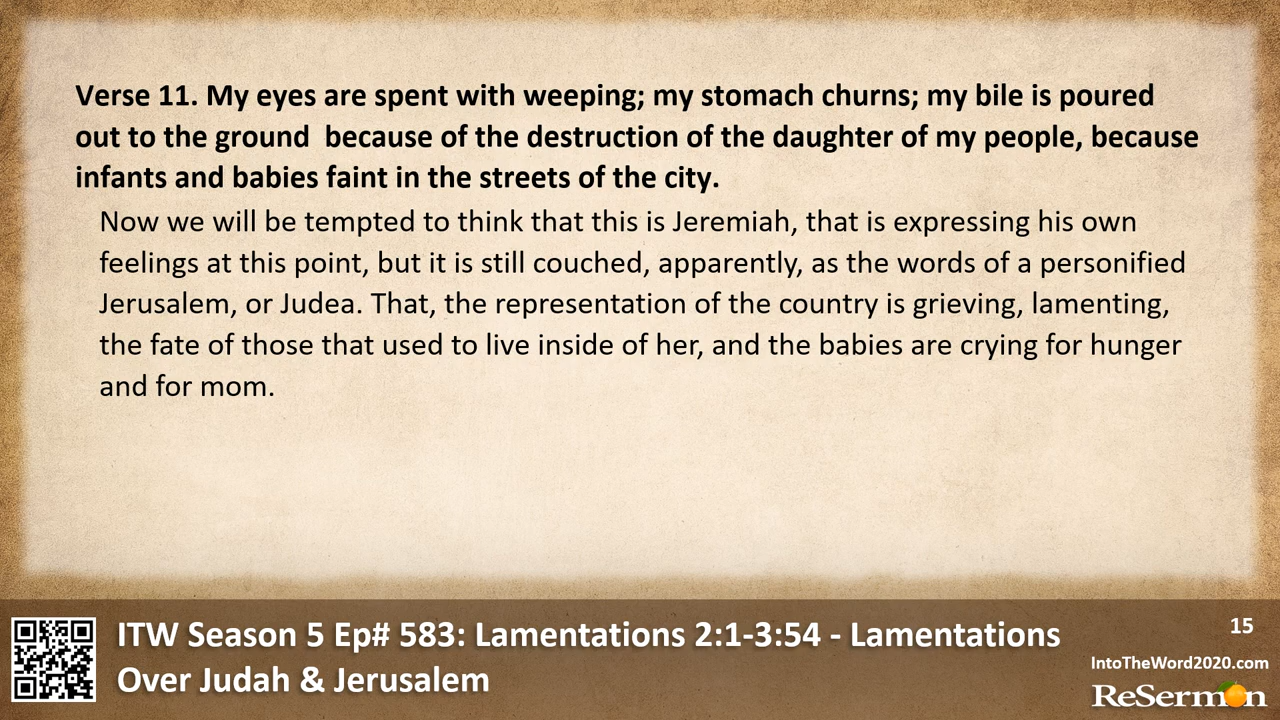 Verse 11. My eyes are spent with weeping; my stomach churns; my bile is poured
out to the ground  because of the destruction of the daughter of my people, because
infants and babies faint in the streets of the city.
Now we will be tempted to think that this is Jeremiah, that is expressing his own
feelings at this point, but it is still couched, apparently, as the words of a personified
Jerusalem, or Judea. That, the representation of the country is grieving, lamenting,
the fate of those that used to live inside of her, and the babies are crying for hunger
and for mom.
ITW Season 5 Ep# 583: Lamentations 2:1-3:54 - Lamentations
Over Judah & Jerusalem
15
IntoTheWord2020.com
ReSermon